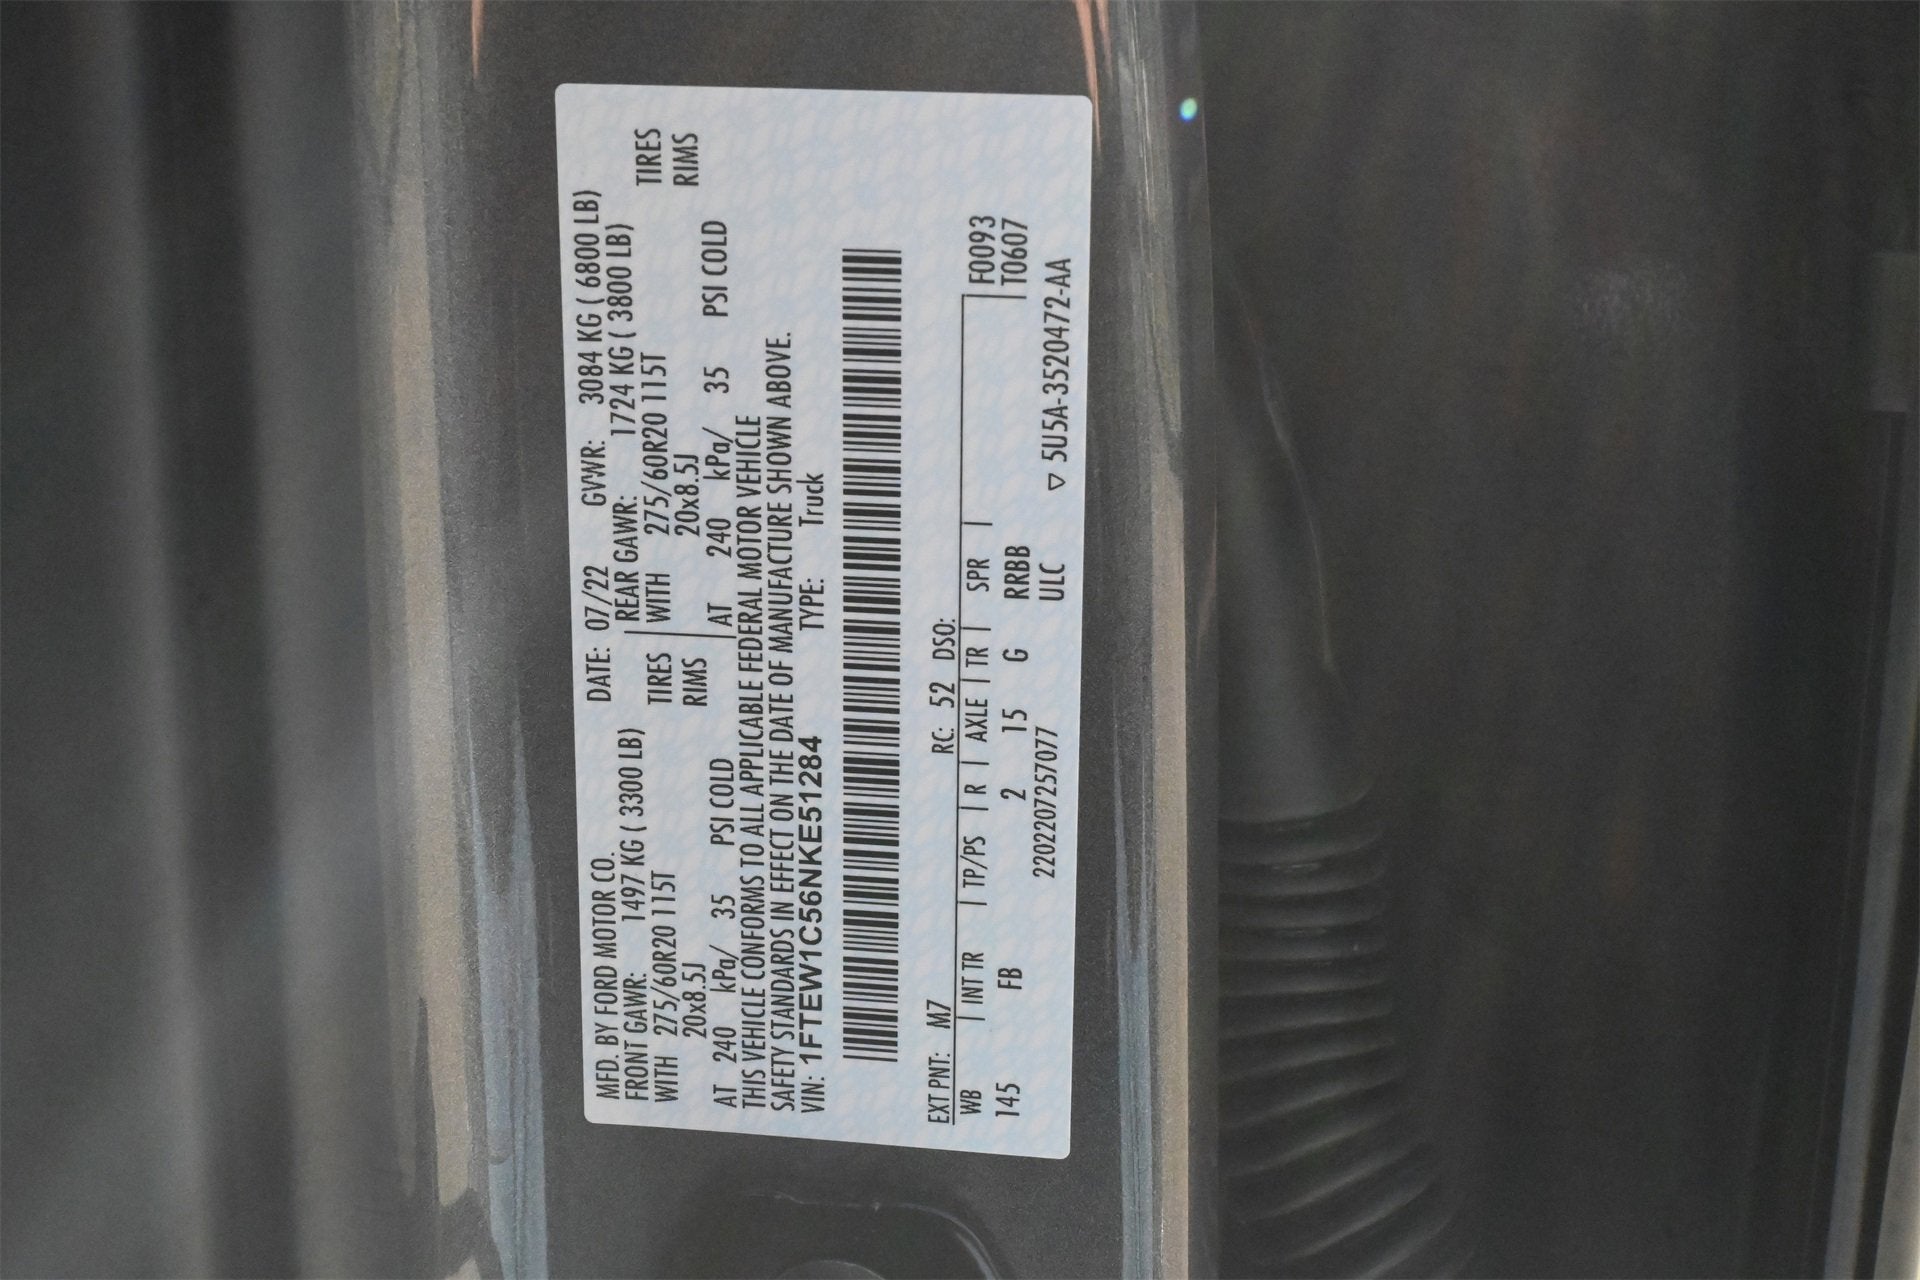 MFD. BY FORD MOTOR CO. DATE: 07/22 GVWR: 3084 KG ( 6800 LB)
FRONT GAWR: 1497 KG ( 3300 LB) REAR GAWR: 1724 KG ( 3800 LB)
WITH 275/60R20 115T TIRES WITH 275/60R20 115T TIRES
20x8.5J RIMS 20x8.5J RIMS
AT 240 kPa/ 35 PSI COLD AT 240 kPa/ 35 PSI COLD
THIS VEHICLE CONFORMS TO ALL APPLICABLE FEDERAL MOTOR VEHICLE
SAFETY STANDARDS IN EFFECT ON THE DATE OF MANUFACTURE SHOWN ABOVE.
VIN: 1FTEW1C56NKE51284 TYPE: Truck
EXT PNT: M7 RC: 52 DSO:
WB | INT TR | TP/PS | R | AXLE | TR | SPR | F0093
145 FB 2 15 G RRBB T0607
2202207257077 ULC ▽ 5U5A-3520472-AA